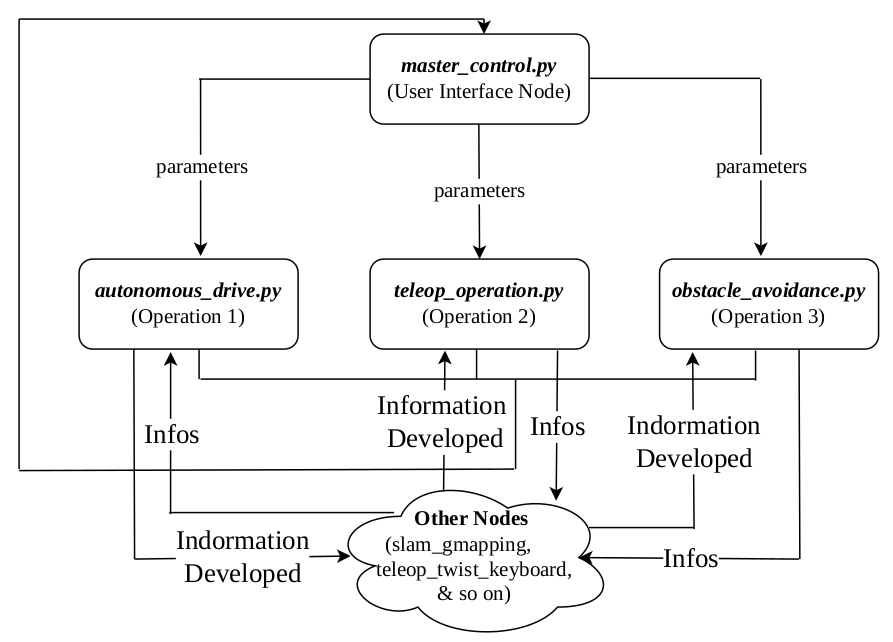 master_control.py
(User Interface Node)
parameters
parameters
parameters
autonomous_drive.py
(Operation 1)
teleop_operation.py
(Operation 2)
obstacle_avoidance.py
(Operation 3)
Infos
Information
Developed
Infos
Indormation
Developed
Indormation
Developed
Other Nodes
(slam_gmapping,
teleop_twist_keyboard,
& so on)
Infos